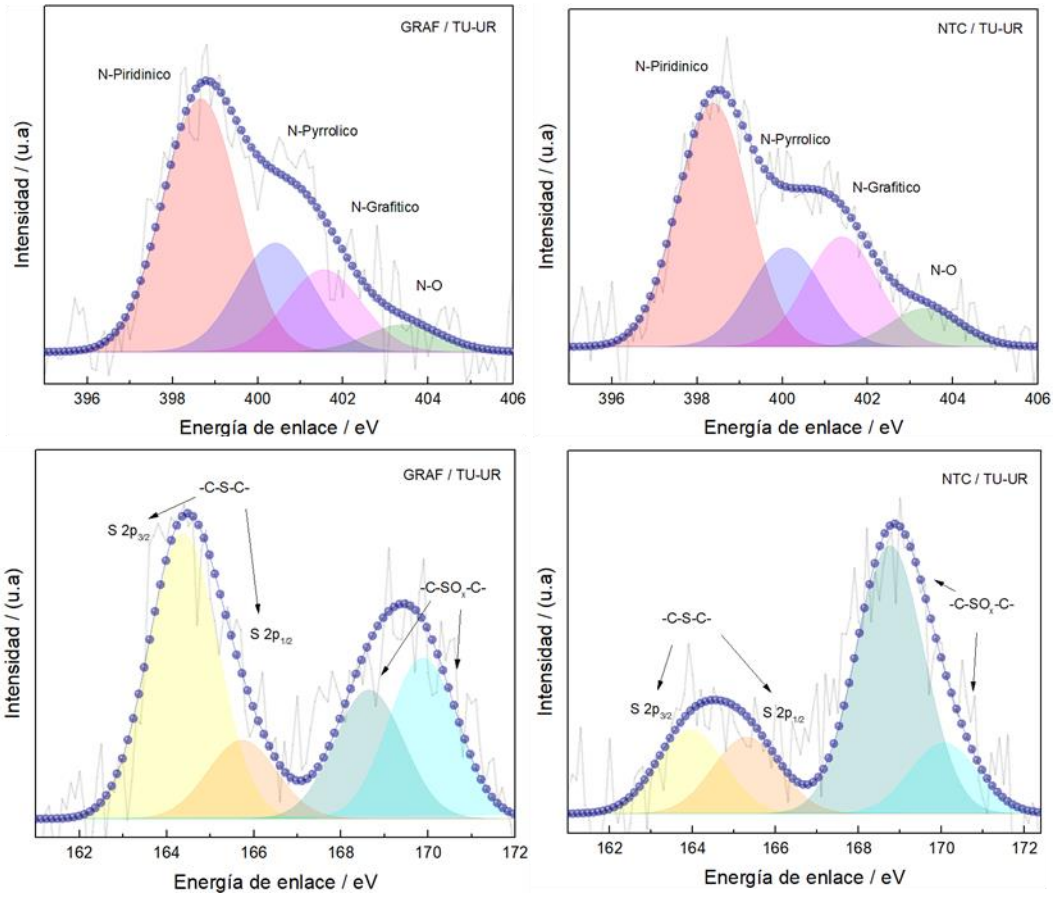 GRAF / TU-UR
N-Piridinico
N-Pyrrolico
N-Grafitico
N-O
Intensidad / (u.a)
396 398 400 402 404 406
Energía de enlace / eV
NTC / TU-UR
N-Piridinico
N-Pyrrolico
N-Grafitico
N-O
Intensidad / (u.a)
396 398 400 402 404 406
Energía de enlace / eV
GRAF / TU-UR
-C-S-C-
S 2p3/2
-C-SOx-C-
S 2p1/2
Intensidad / (u.a)
162 164 166 168 170 172
Energía de enlace / eV
NTC / TU-UR
-C-SOx-C-
-C-S-C-
S 2p3/2
S 2p1/2
Intensidad / (u.a)
162 164 166 168 170 172
Energía de enlace / eV